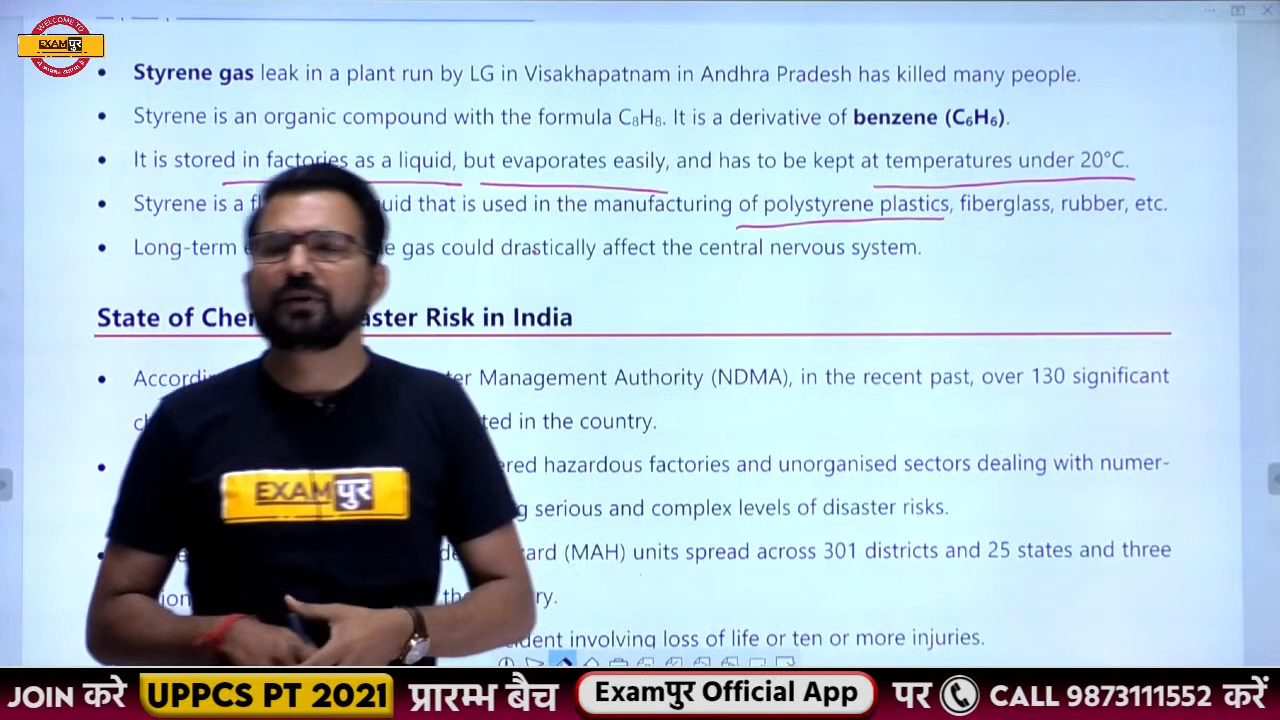 WELCOME TO
EXAMपुर
Styrene gas leak in a plant run by LG in Visakhapatnam in Andhra Pradesh has killed many people.
Styrene is an organic compound with the formula C₈H₈. It is a derivative of benzene (C₆H₆).
It is stored in factories as a liquid, but evaporates easily, and has to be kept at temperatures under 20°C.
Styrene is a uid that is used in the manufacturing of polystyrene plastics, fiberglass, rubber, etc.
Long-term gas could drastically affect the central nervous system.
State of Che aster Risk in India
Accordi ter Management Authority (NDMA), in the recent past, over 130 significant
ted in the country.
ered hazardous factories and unorganised sectors dealing with numer-
g serious and complex levels of disaster risks.
ard (MAH) units spread across 301 districts and 25 states and three
ion the ry.
ident involving loss of life or ten or more injuries.
EXAMपुर
JOIN करे UPPCS PT 2021 प्रारम्भ बैच Examपुर Official App पर CALL 9873111552 करें